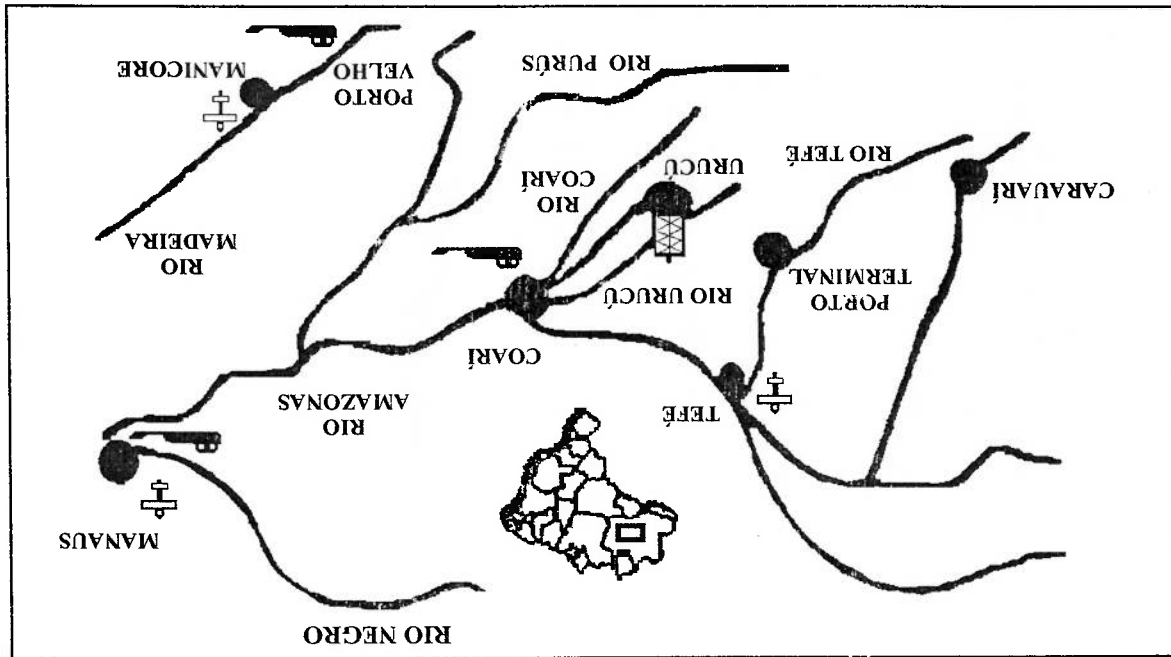 RIO NEGRO
MANAUS
RIO
AMAZONAS
TEFÉ
COARÍ
PORTO
TERMINAL
RIO URUCÚ
RIO
MADEIRA
CARAUARÍ
RIO
COARÍ
URUCÚ
RIO TEFÉ
PORTO
VELHO
RIO PURÚS
MANICORE